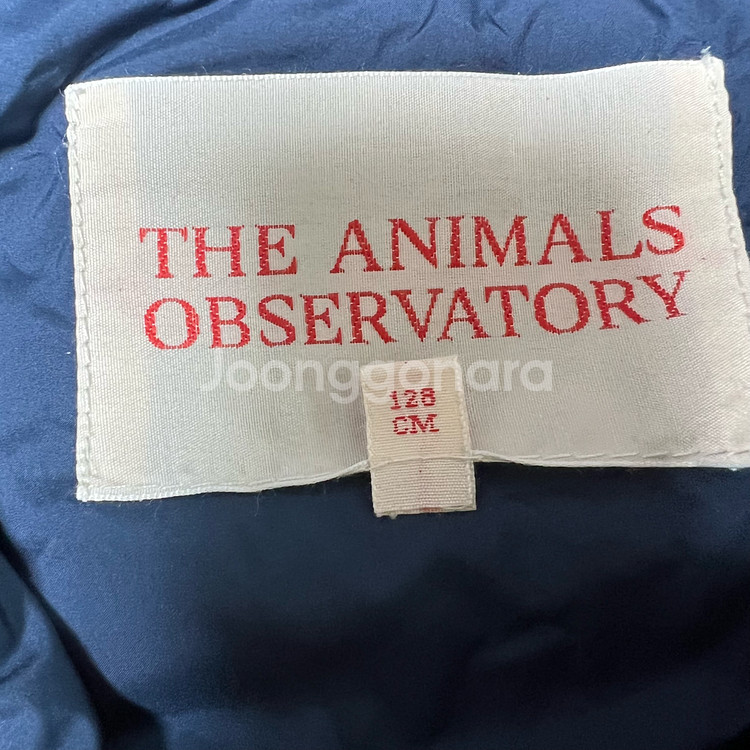 THE ANIMALS
OBSERVATORY
Joonggonara
128
CM